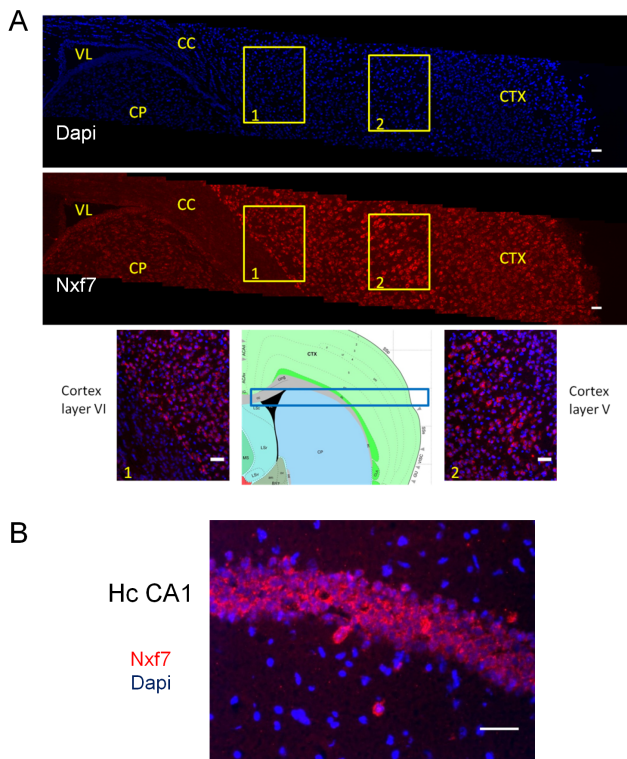 A
VL
CC
CP
1
2
CTX
Dapi
VL
CC
CP
1
2
CTX
Nxf7
Cortex
layer VI
1
CTX
CP
Cortex
layer V
2
B
Hc CA1
Nxf7
Dapi